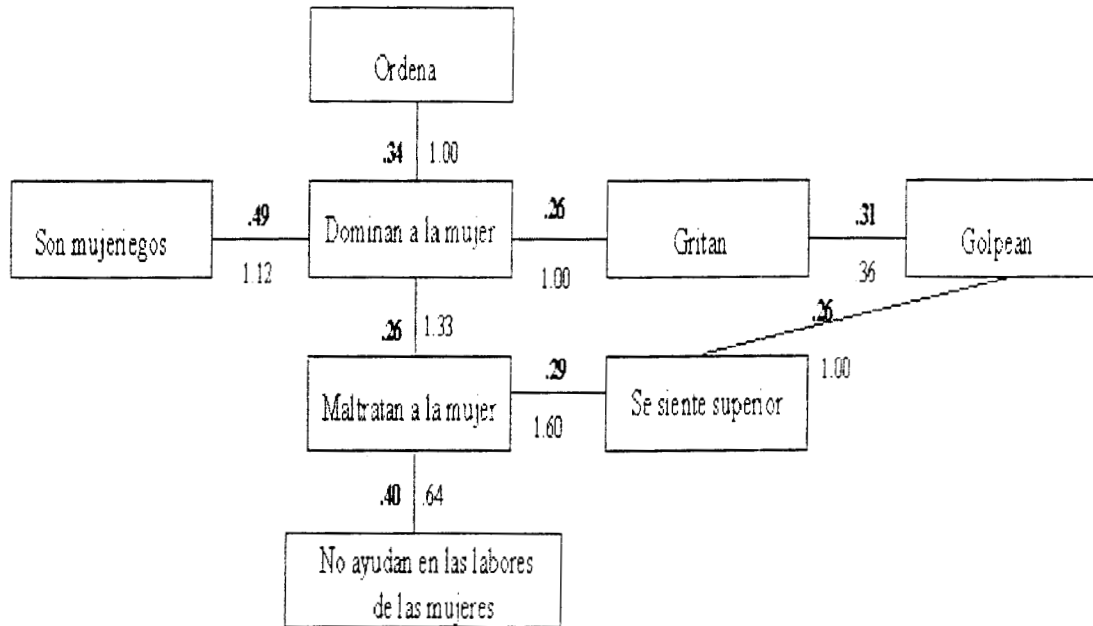 Ordena
.34 1.00
Son mujeriegos
.49
1.12
Dominan a la mujer
.26
1.00
Gritan
.31
36
Golpean
.26 1.33
.26
1.00
Maltratan a la mujer
.29
1.60
Se siente superior
.40 .64
No ayudan en las labores
de las mujeres